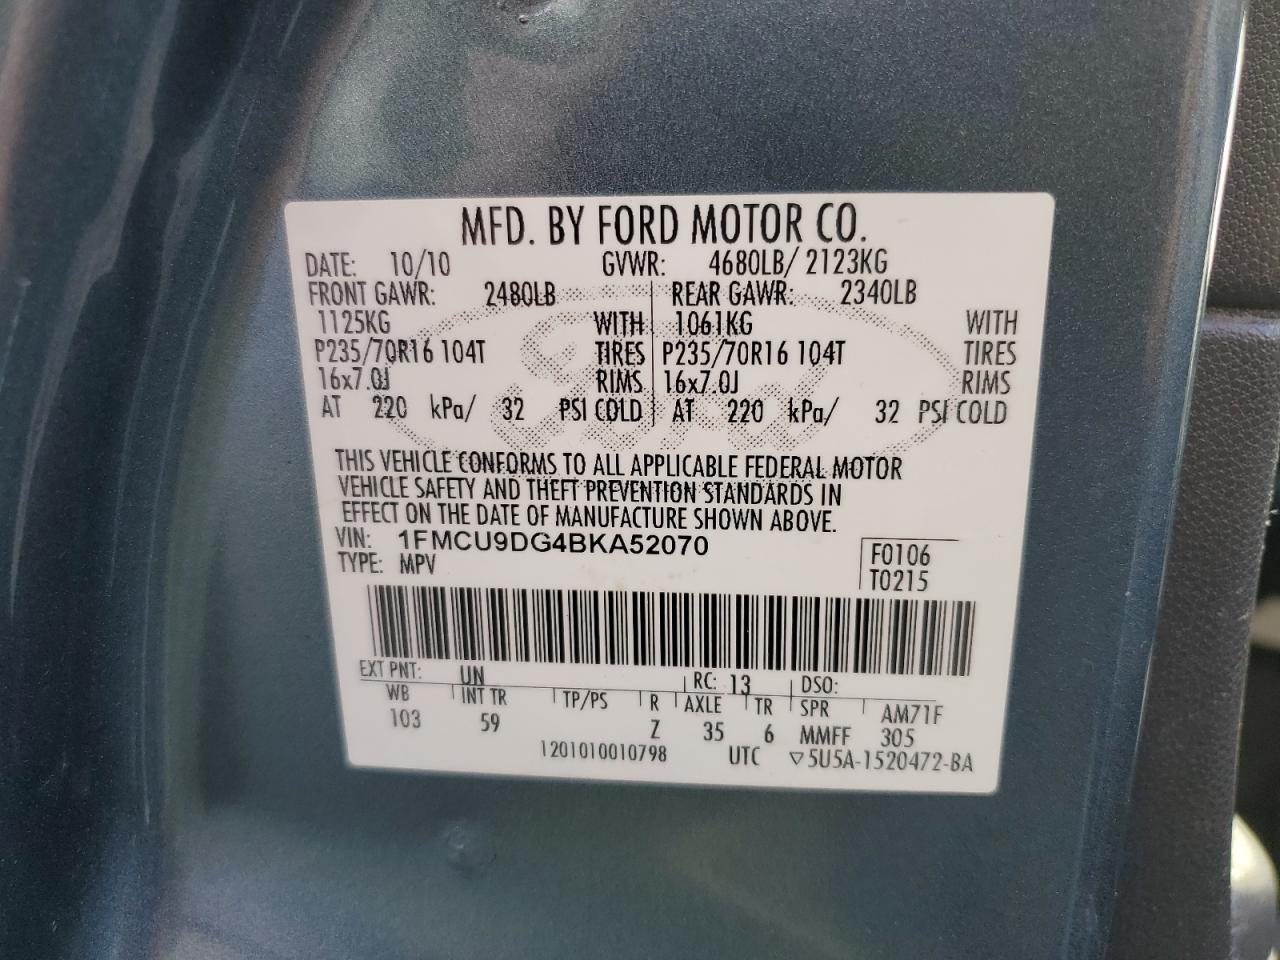 MFD. BY FORD MOTOR CO.
DATE: 10/10 GVWR: 4680LB/ 2123KG
FRONT GAWR: 2480LB REAR GAWR: 2340LB
1125KG WITH 1061KG WITH
P235/70R16 104T TIRES P235/70R16 104T TIRES
16x7.0J RIMS 16x7.0J RIMS
AT 220 kPa/ 32 PSI COLD AT 220 kPa/ 32 PSI COLD
THIS VEHICLE CONFORMS TO ALL APPLICABLE FEDERAL MOTOR
VEHICLE SAFETY AND THEFT PREVENTION STANDARDS IN
EFFECT ON THE DATE OF MANUFACTURE SHOWN ABOVE.
VIN: 1FMCU9DG4BKA52070
TYPE: MPV
F0106
T0215
EXT PNT: UN RC: 13 DSO:
WB INT TR TP/PS R AXLE TR SPR AM71F
103 59 Z 35 6 MMFF 305
1201010010798 UTC ▽5U5A-1520472-BA